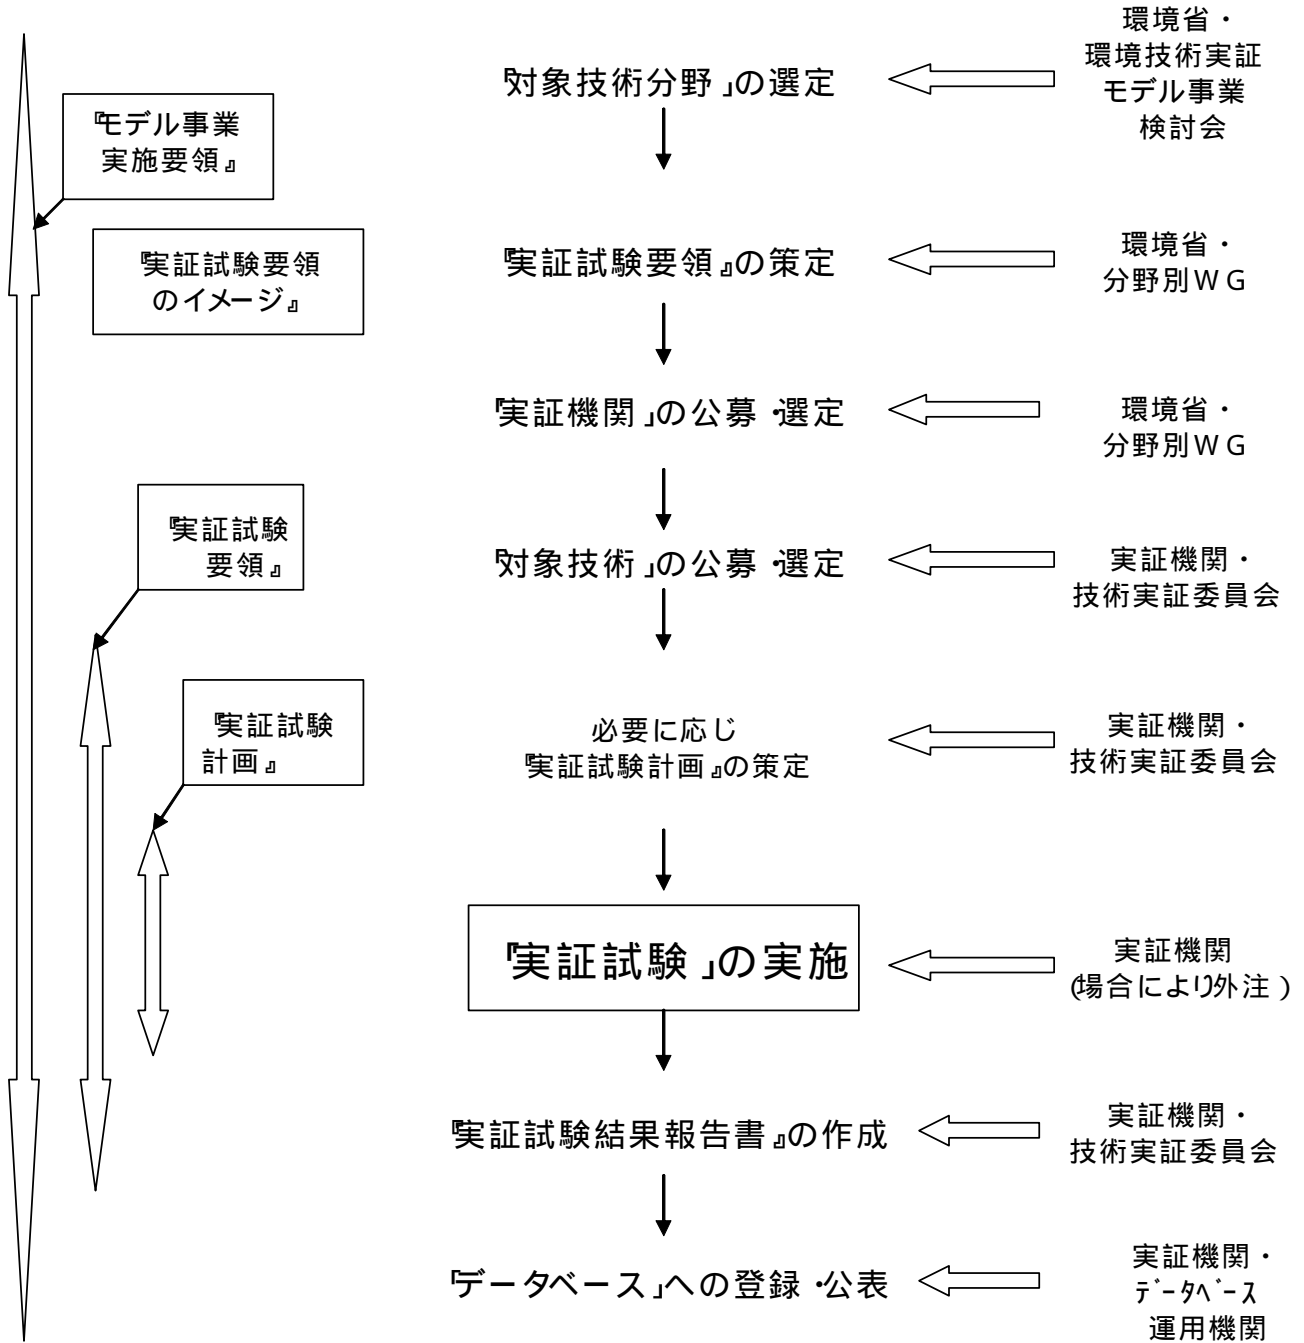 環境省・
環境技術実証
モデル事業
検討会
「対象技術分野」の選定
『モデル事業
実施要領』
『実証試験要領
のイメージ』
『実証試験要領』の策定
環境省・
分野別ＷＧ
「実証機関」の公募・選定
環境省・
分野別ＷＧ
『実証試験
要領』
「対象技術」の公募・選定
実証機関・
技術実証委員会
『実証試験
計画』
必要に応じ
『実証試験計画』の策定
実証機関・
技術実証委員会
「実証試験」の実施
実証機関
(場合により外注)
『実証試験結果報告書』の作成
実証機関・
技術実証委員会
「データベース」への登録・公表
実証機関・
ﾃﾞｰﾀﾍﾞｰｽ
運用機関